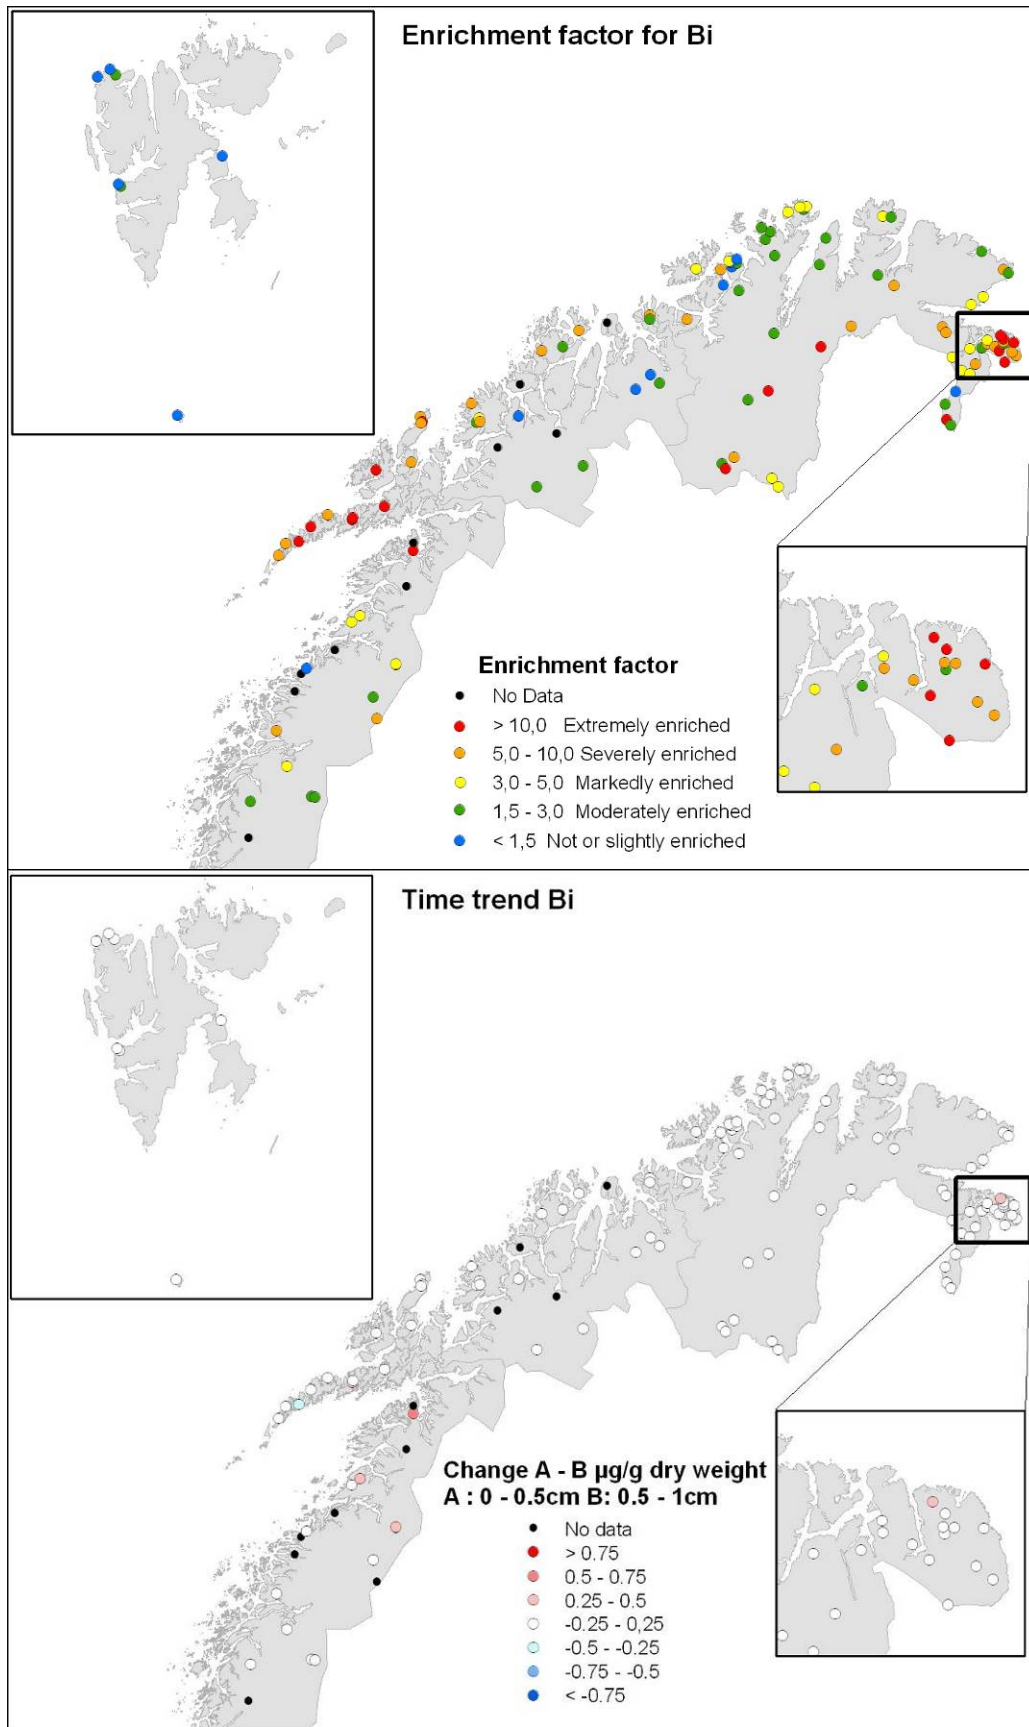 Enrichment factor for Bi
Enrichment factor
No Data
> 10,0 Extremely enriched
5,0 - 10,0 Severely enriched
3,0 - 5,0 Markedly enriched
1,5 - 3,0 Moderately enriched
< 1,5 Not or slightly enriched
Time trend Bi
Change A - B µg/g dry weight
A : 0 - 0.5cm B: 0.5 - 1cm
No data
> 0.75
0.5 - 0.75
0.25 - 0.5
-0.25 - 0,25
-0.5 - -0.25
-0.75 - -0.5
< -0.75